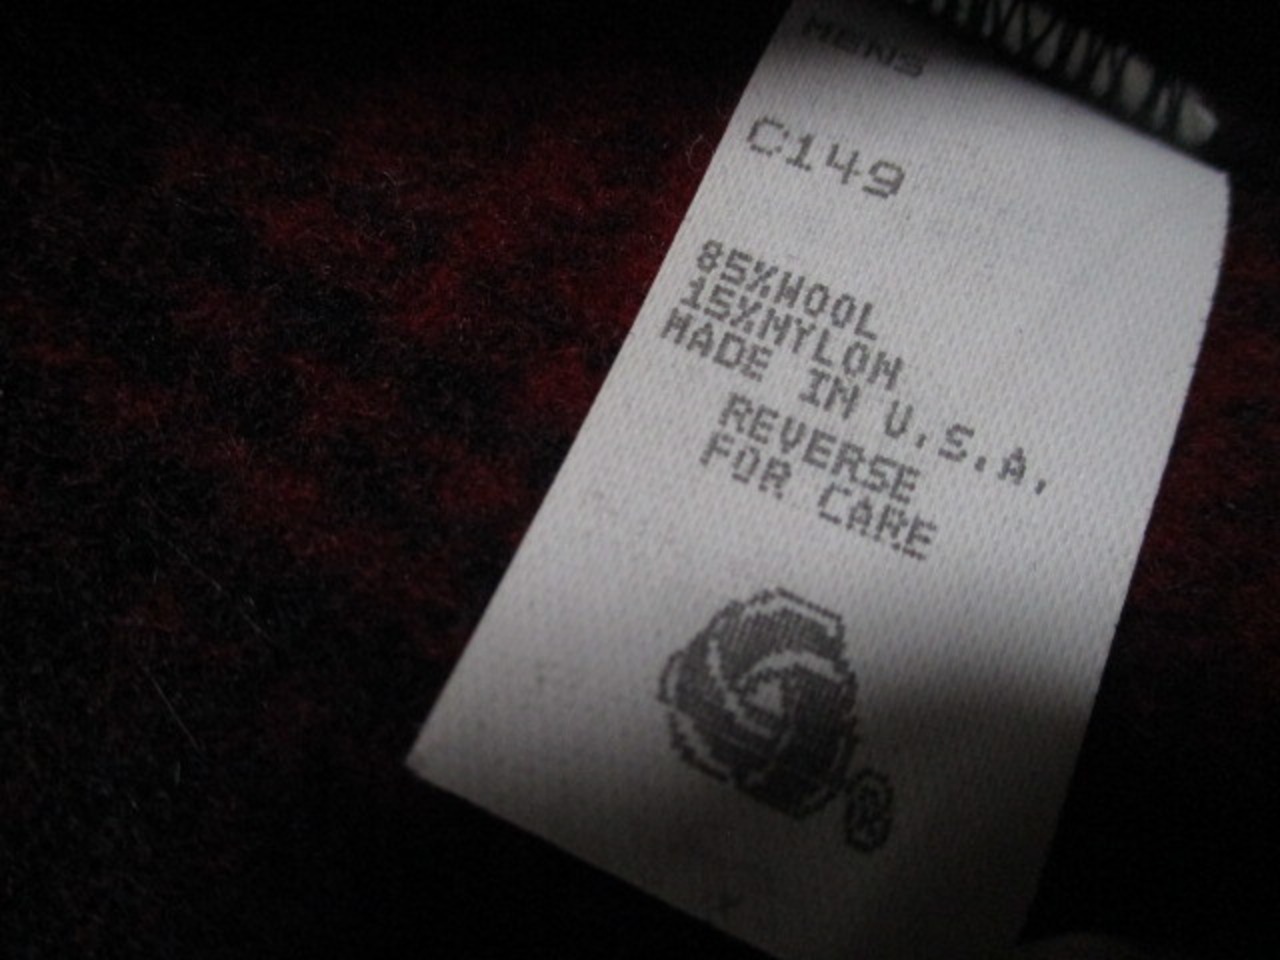 MENS
C149
85%WOOL
15%NYLON
MADE IN U.S.A.
REVERSE
FOR CARE
®